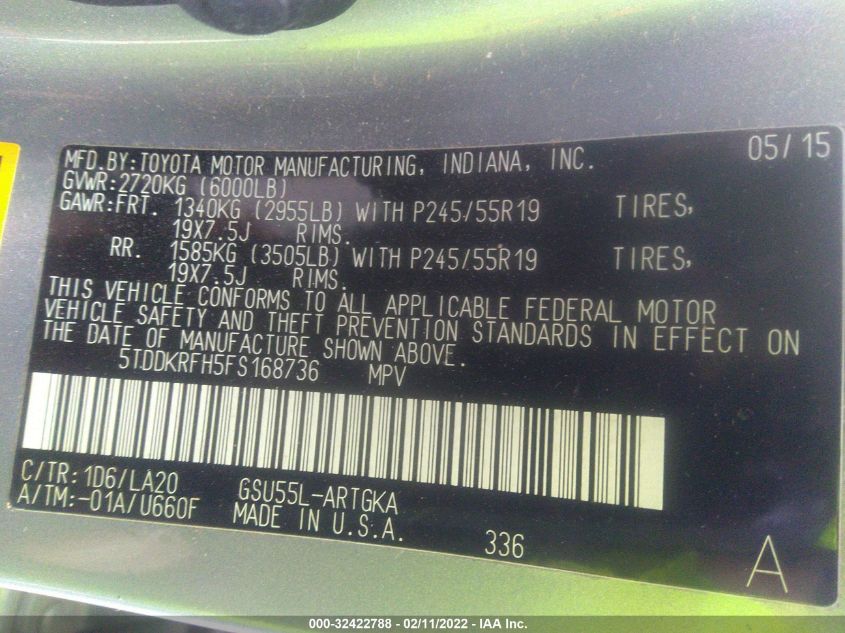 MFD.BY:TOYOTA MOTOR MANUFACTURING, INDIANA, INC. 05/15
GVWR:2720KG (6000LB)
GAWR:FRT. 1340KG (2955LB) WITH P245/55R19 TIRES,
19X7.5J RIMS.
RR. 1585KG (3505LB) WITH P245/55R19 TIRES,
19X7.5J RIMS.
THIS VEHICLE CONFORMS TO ALL APPLICABLE FEDERAL MOTOR
VEHICLE SAFETY AND THEFT PREVENTION STANDARDS IN EFFECT ON
THE DATE OF MANUFACTURE SHOWN ABOVE.
5TDDKRFH5FS168736 MPV
C/TR:1D6/LA20 GSU55L-ARTGKA
A/TM:-01A/U660F MADE IN U.S.A. 336 A
000-32422788 - 02/11/2022 - IAA Inc.